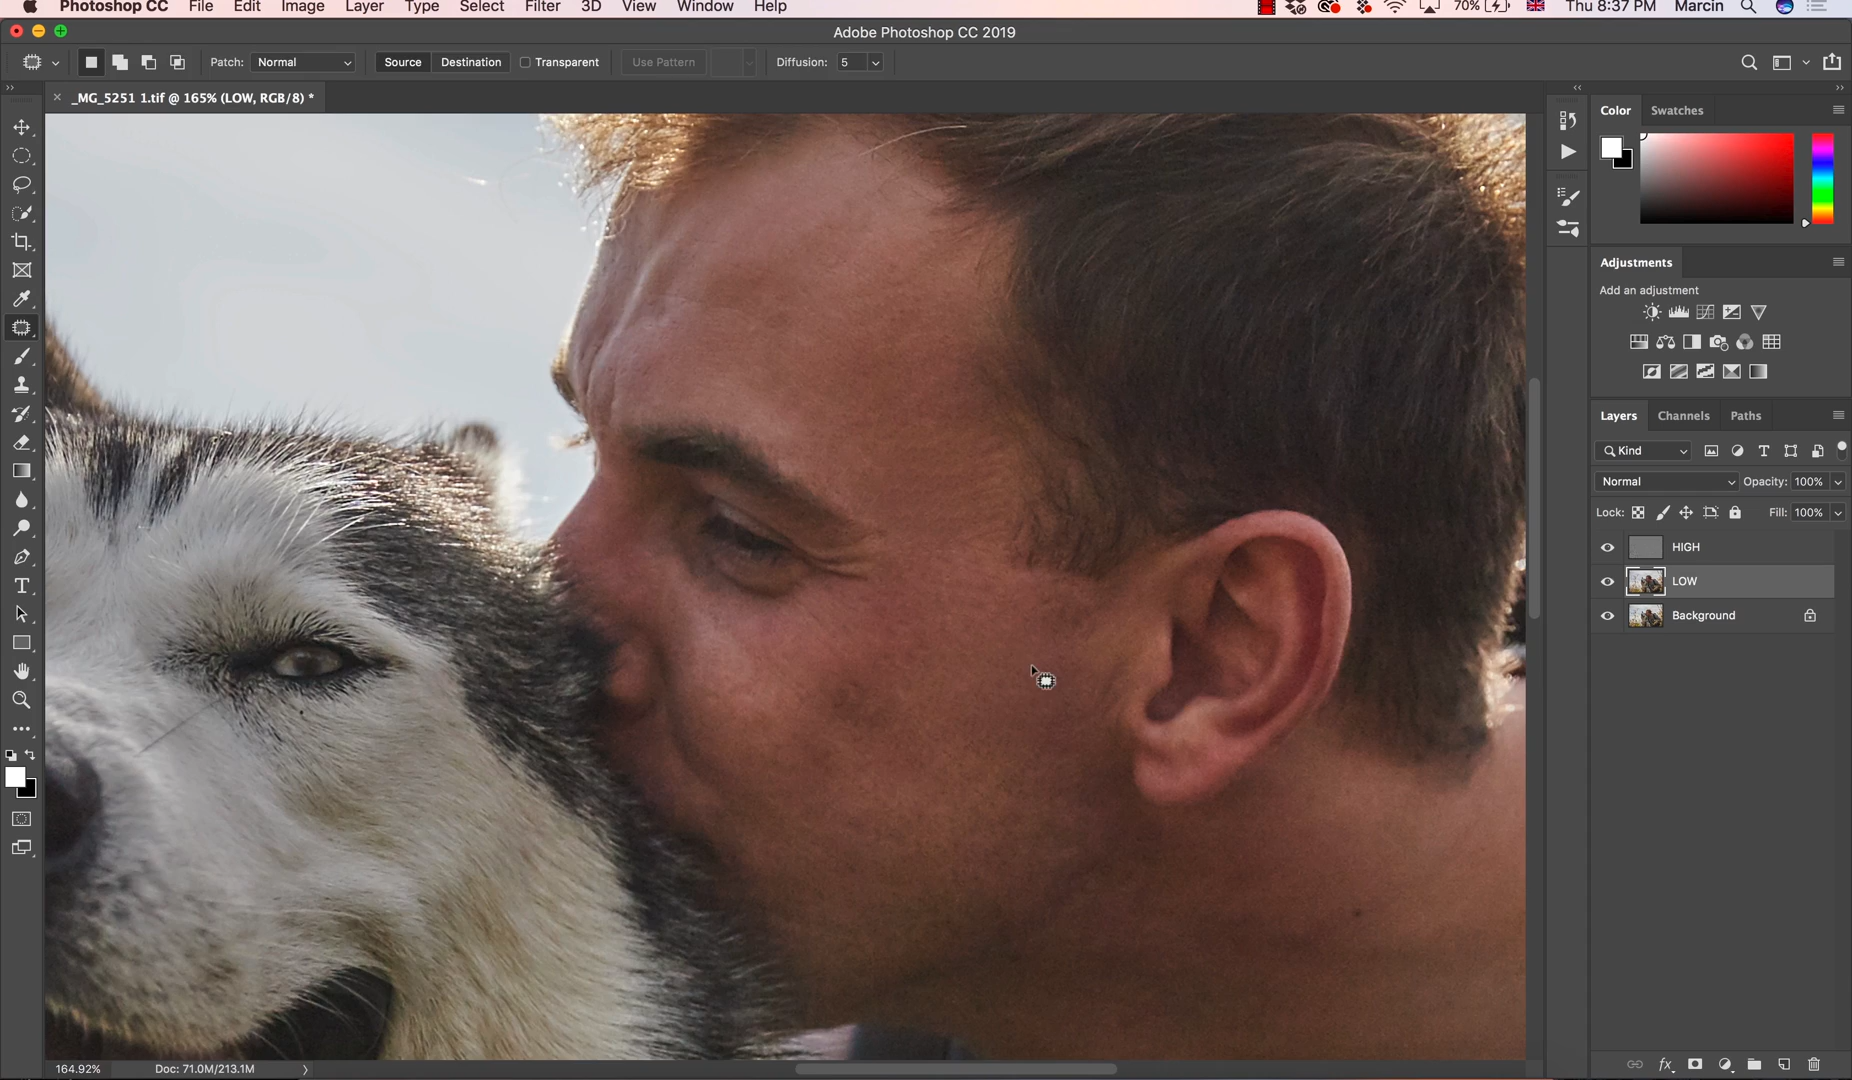 Photoshop CC File Edit Image Layer Type Select Filter 3D View Window Help 70% Thu 8:37 PM Marcin
Adobe Photoshop CC 2019
Patch: Normal Source Destination Transparent Use Pattern Diffusion: 5
_MG_5251 1.tif @ 165% (LOW, RGB/8) *
Color Swatches
Adjustments
Add an adjustment
Layers Channels Paths
Kind
Normal Opacity: 100%
Lock: Fill: 100%
HIGH
LOW
Background
164.92% Doc: 71.0M/213.1M